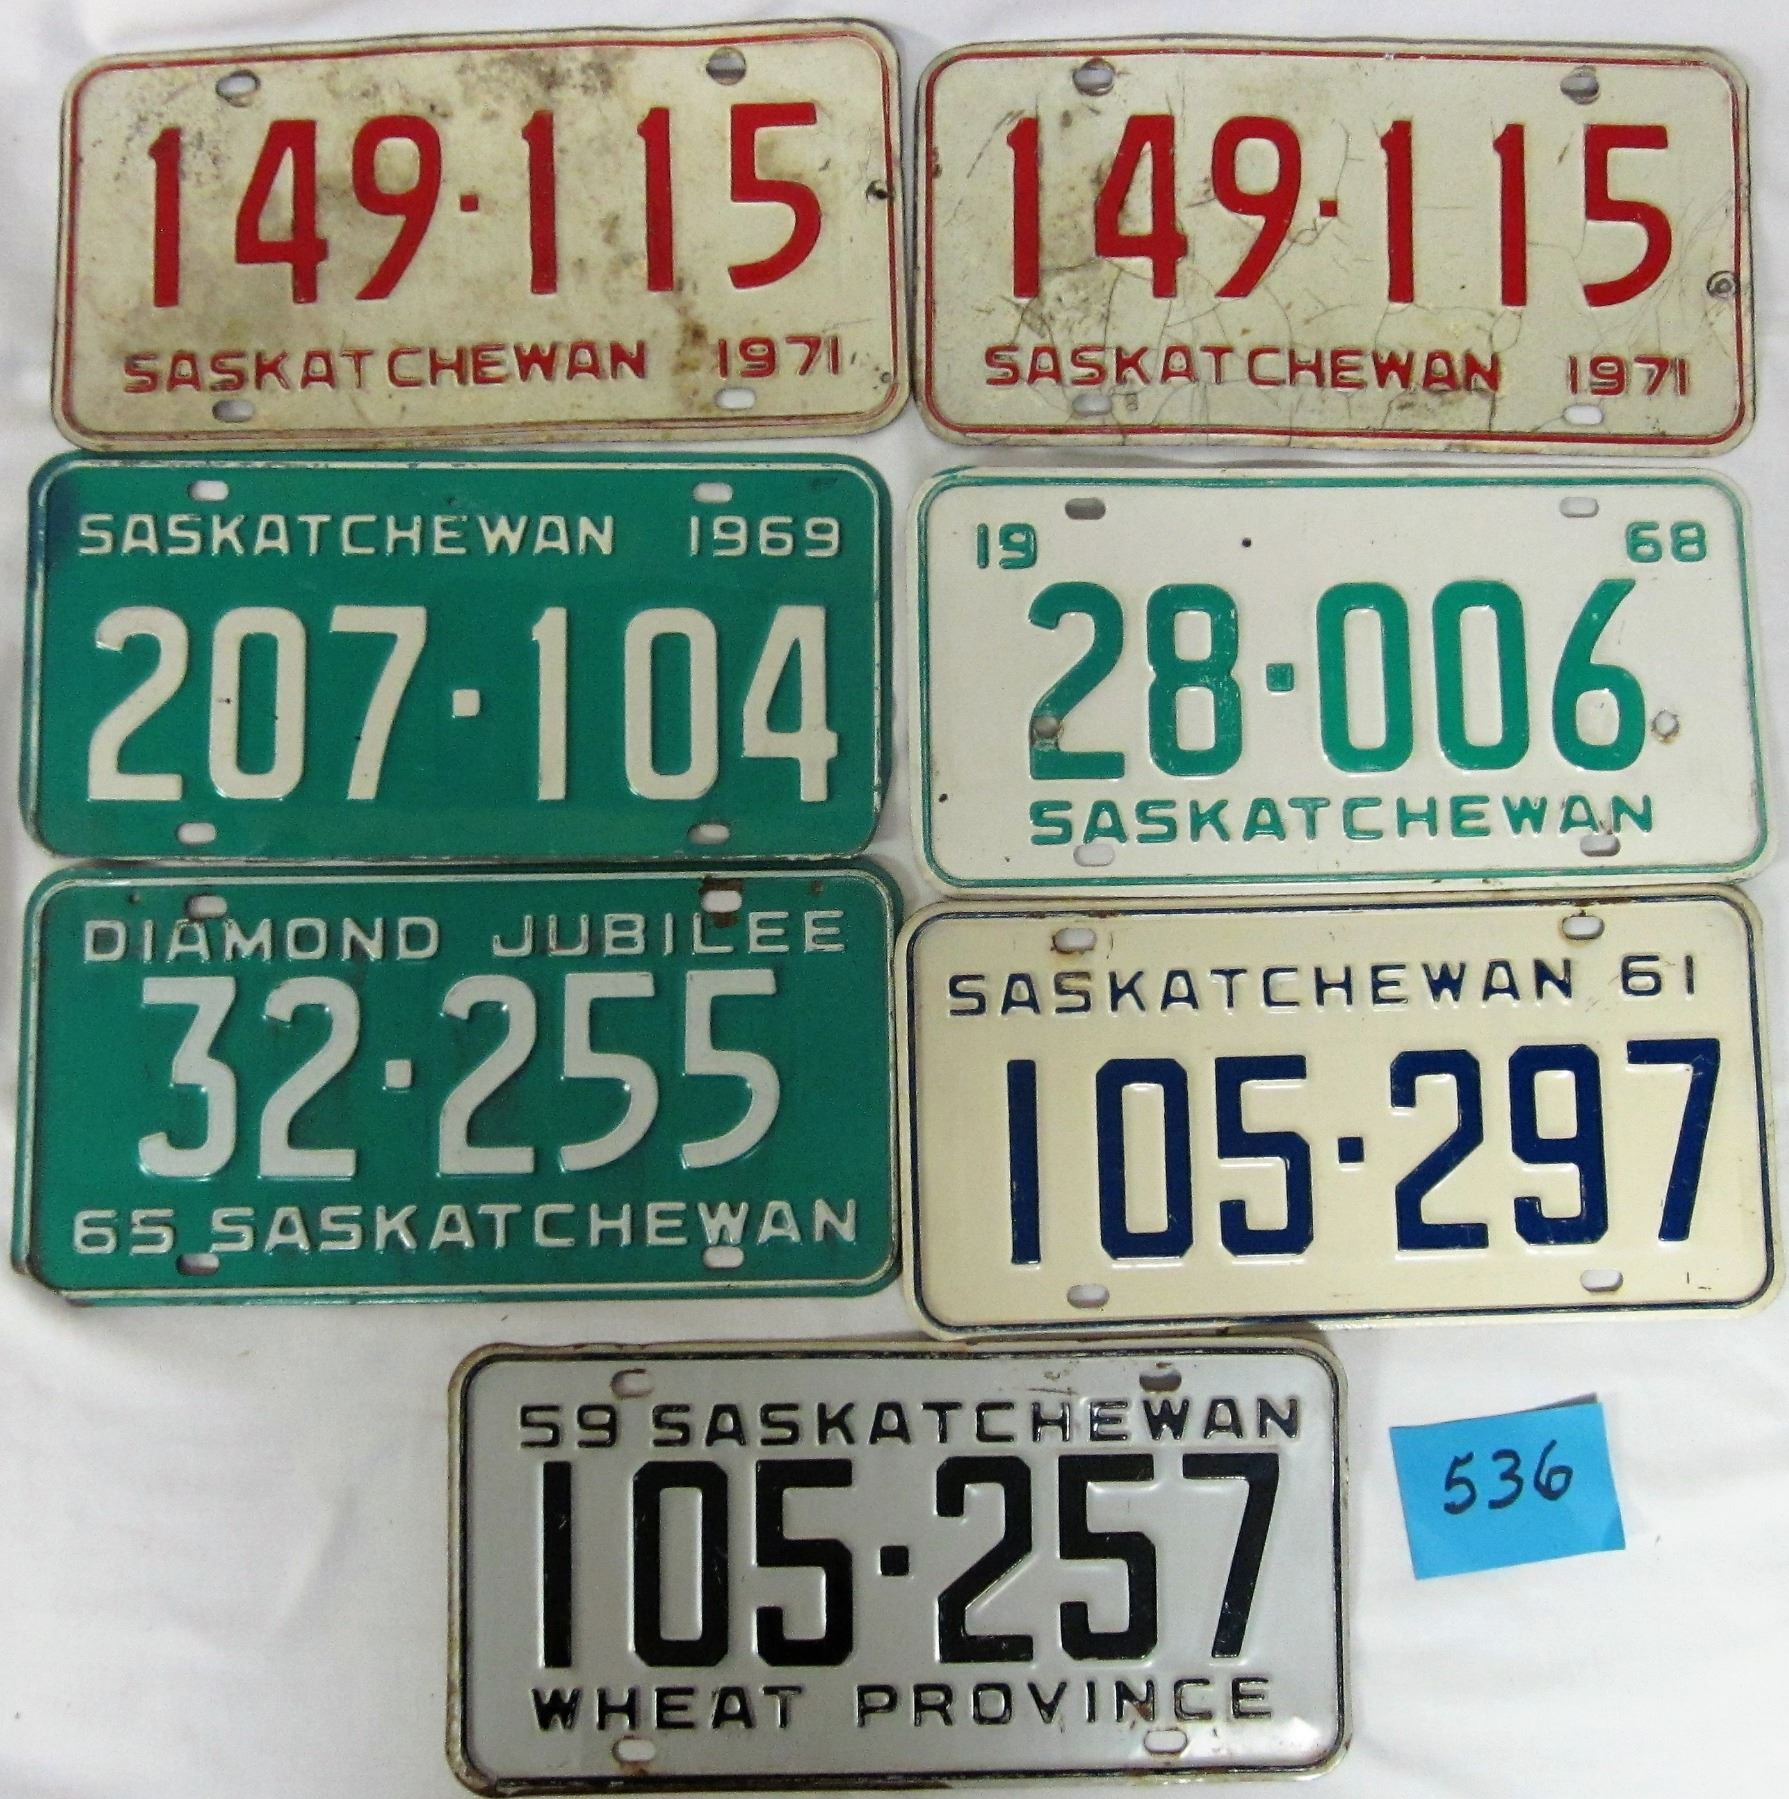 149·115
SASKATCHEWAN 1971
149·115
SASKATCHEWAN 1971
SASKATCHEWAN 1969
207·104
19 68
28·006
SASKATCHEWAN
DIAMOND JUBILEE
32·255
65 SASKATCHEWAN
SASKATCHEWAN 61
105·297
59 SASKATCHEWAN
105·257
WHEAT PROVINCE
536